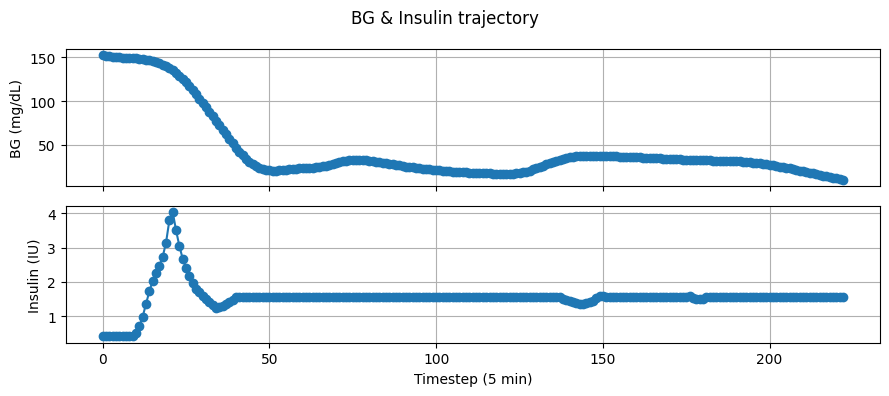 BG & Insulin trajectory
150
100
50
BG (mg/dL)
4
3
2
1
Insulin (IU)
0 50 100 150 200
Timestep (5 min)